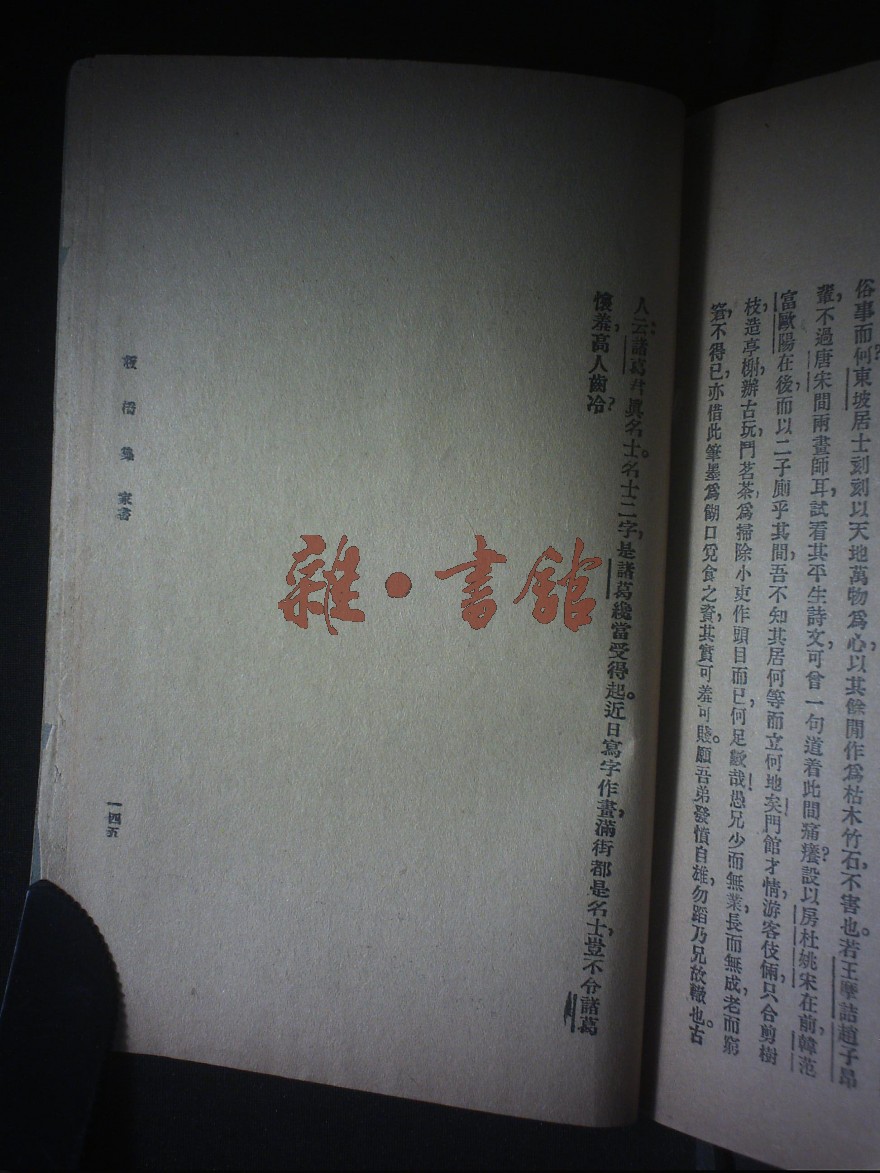 俗事而何？東坡居士刻刻以天地萬物爲心，以其餘閒作爲枯木竹石，不害也。若王摩詰趙子昂
輩，不過唐宋間兩畫師耳，試看其平生詩文，可曾一句道着此間痛癢？設以房杜姚宋在前，韓范
富歐陽在後，而以二子廁乎其間，吾不知其居何等而立何地矣！門館才情，游客伎倆，只合剪樹
枝，造亭榭，辦古玩，鬥茗茶，爲掃除小吏作頭目而已，何足數哉！愚兄少而無業，長而無成，老而窮
窘，不得已亦借此筆墨爲餬口覓食之資，其實可羞可賤。願吾弟發憤自雄，勿蹈乃兄故轍也。古
人云：諸葛君眞名士。名士二字，是諸葛纔當受得起。近日寫字作畫，滿街都是名士，豈不令諸葛
懷羞，高人齒冷？
板橋集 家書
一四五
雜·書館